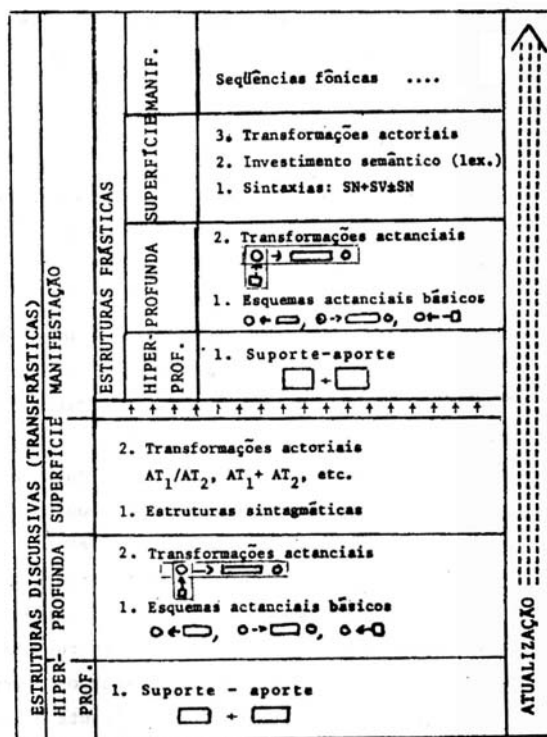 ESTRUTURAS DISCURSIVAS (TRANSFRÁSTICAS)
MANIFESTAÇÃO
ESTRUTURAS FRÁSTICAS
MANIF.
Seqüências fônicas ....
SUPERFÍCIE
3. Transformações actoriais
2. Investimento semântico (lex.)
1. Sintaxias: SN+SV±SN
PROFUNDA
2. Transformações actanciais
1. Esquemas actanciais básicos
HIPER-
PROF.
1. Suporte-aporte
SUPERFÍCIE
2. Transformações actoriais
AT1/AT2, AT1+ AT2, etc.
1. Estruturas sintagmáticas
PROFUNDA
2. Transformações actanciais
1. Esquemas actanciais básicos
HIPER-
PROF.
1. Suporte - aporte
ATUALIZAÇÃO